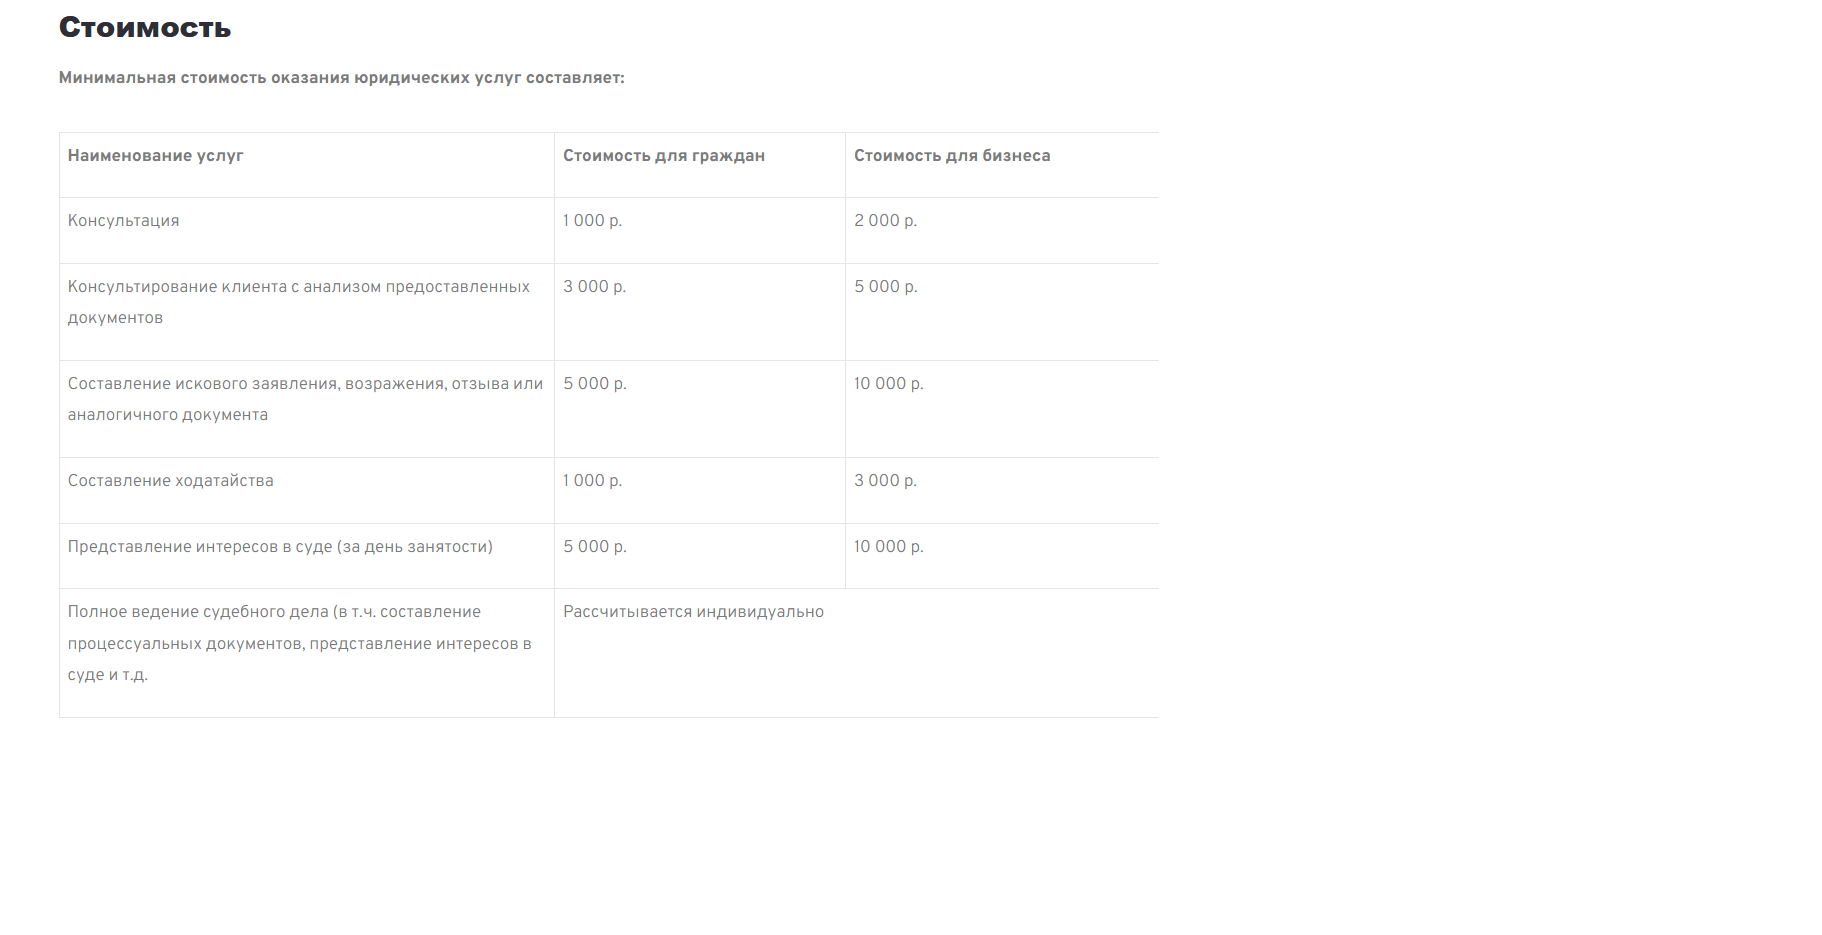 Стоимость
Минимальная стоимость оказания юридических услуг составляет:
Наименование услуг
Стоимость для граждан
Стоимость для бизнеса
Консультация
1 000 р.
2 000 р.
Консультирование клиента с анализом предоставленных
документов
3 000 р.
5 000 р.
Составление искового заявления, возражения, отзыва или
аналогичного документа
5 000 р.
10 000 р.
Составление ходатайства
1 000 р.
3 000 р.
Представление интересов в суде (за день занятости)
5 000 р.
10 000 р.
Полное ведение судебного дела (в т.ч. составление
процессуальных документов, представление интересов в
суде и т.д.
Рассчитывается индивидуально